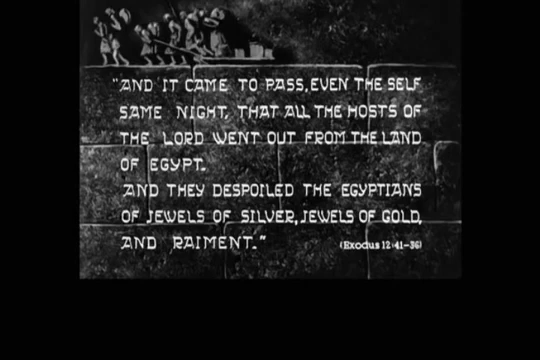 "AND IT CAME TO PASS, EVEN THE SELF
SAME NIGHT, THAT ALL THE HOSTS OF
THE LORD WENT OUT FROM THE LAND
OF EGYPT.
AND THEY DESPOILED THE EGYPTIANS
OF JEWELS OF SILVER, JEWELS OF GOLD,
AND RAIMENT."
(Exodus 12:41-36)